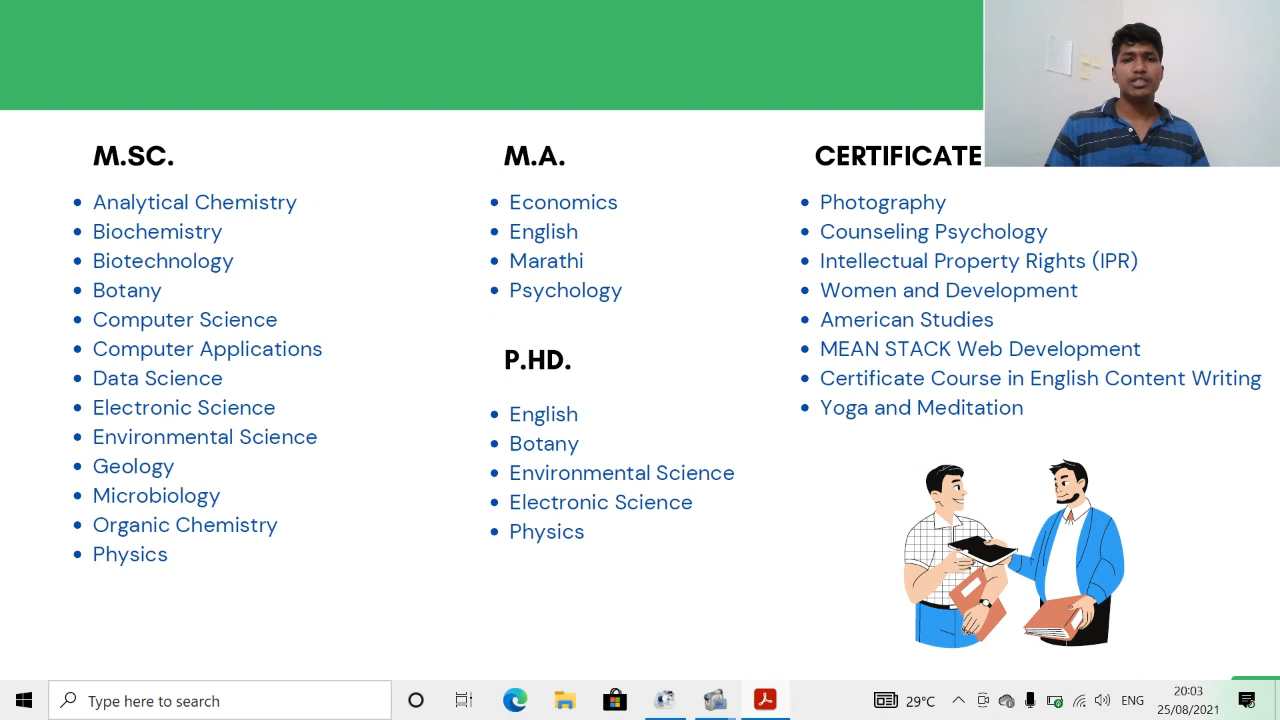 M.SC.
Analytical Chemistry
Biochemistry
Biotechnology
Botany
Computer Science
Computer Applications
Data Science
Electronic Science
Environmental Science
Geology
Microbiology
Organic Chemistry
Physics
M.A.
Economics
English
Marathi
Psychology
P.HD.
English
Botany
Environmental Science
Electronic Science
Physics
CERTIFICATE
Photography
Counseling Psychology
Intellectual Property Rights (IPR)
Women and Development
American Studies
MEAN STACK Web Development
Certificate Course in English Content Writing
Yoga and Meditation
Type here to search
29°C
ENG
20:03
25/08/2021